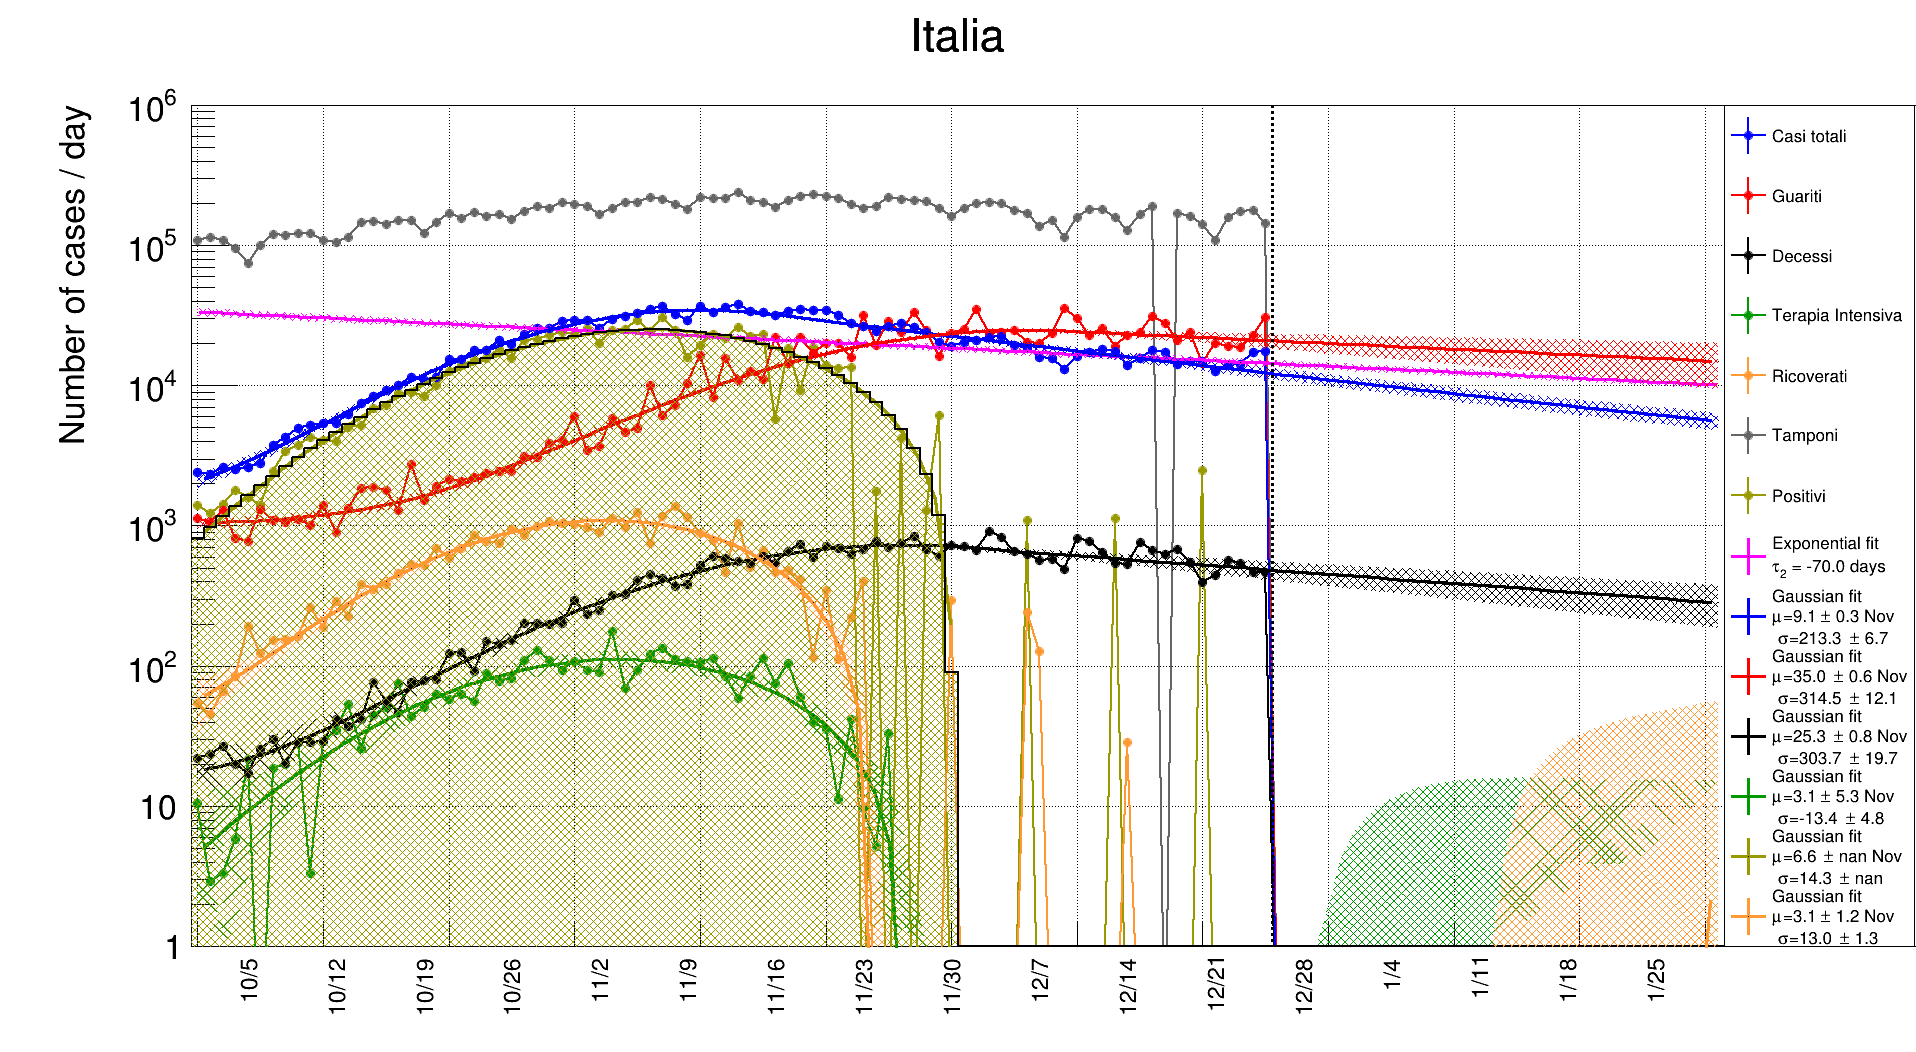 Italia
Number of cases / day
10^6
10^5
10^4
10^3
10^2
10
1
10/5
10/12
10/19
10/26
11/2
11/9
11/16
11/23
11/30
12/7
12/14
12/21
12/28
1/4
1/11
1/18
1/25
Casi totali
Guariti
Decessi
Terapia Intensiva
Ricoverati
Tamponi
Positivi
Exponential fit
τ_2 = -70.0 days
Gaussian fit
μ=9.1 ± 0.3 Nov
σ=213.3 ± 6.7
Gaussian fit
μ=35.0 ± 0.6 Nov
σ=314.5 ± 12.1
Gaussian fit
μ=25.3 ± 0.8 Nov
σ=303.7 ± 19.7
Gaussian fit
μ=3.1 ± 5.3 Nov
σ=-13.4 ± 4.8
Gaussian fit
μ=6.6 ± nan Nov
σ=14.3 ± nan
Gaussian fit
μ=3.1 ± 1.2 Nov
σ=13.0 ± 1.3